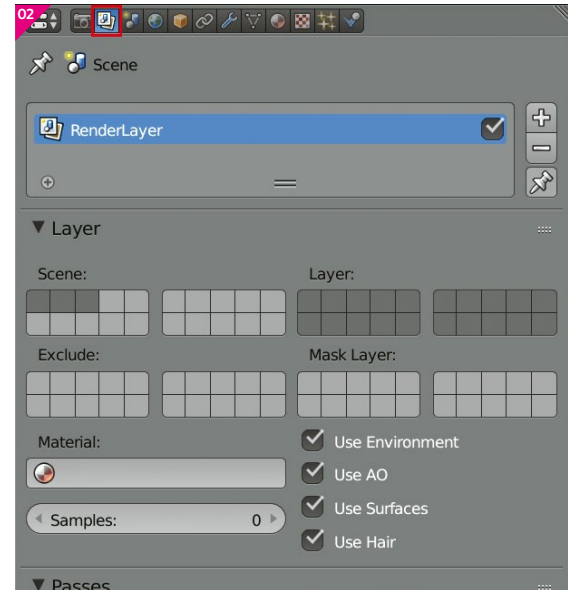 02
Scene
RenderLayer
Layer
Scene:
Layer:
Exclude:
Mask Layer:
Material:
Use Environment
Use AO
Samples: 0
Use Surfaces
Use Hair
Passes